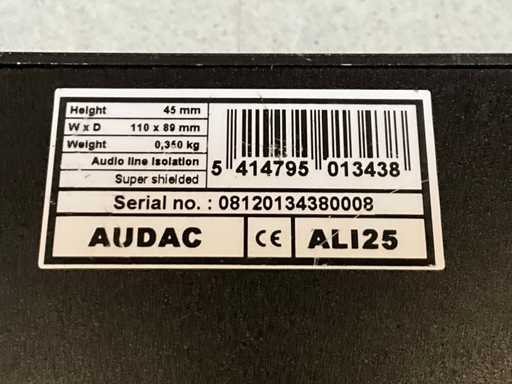 Height 45 mm
W x D 110 x 89 mm
Weight 0,350 kg
Audio line isolation
Super shielded
5 414795 013438
Serial no. : 08120134380008
AUDAC CE ALI25